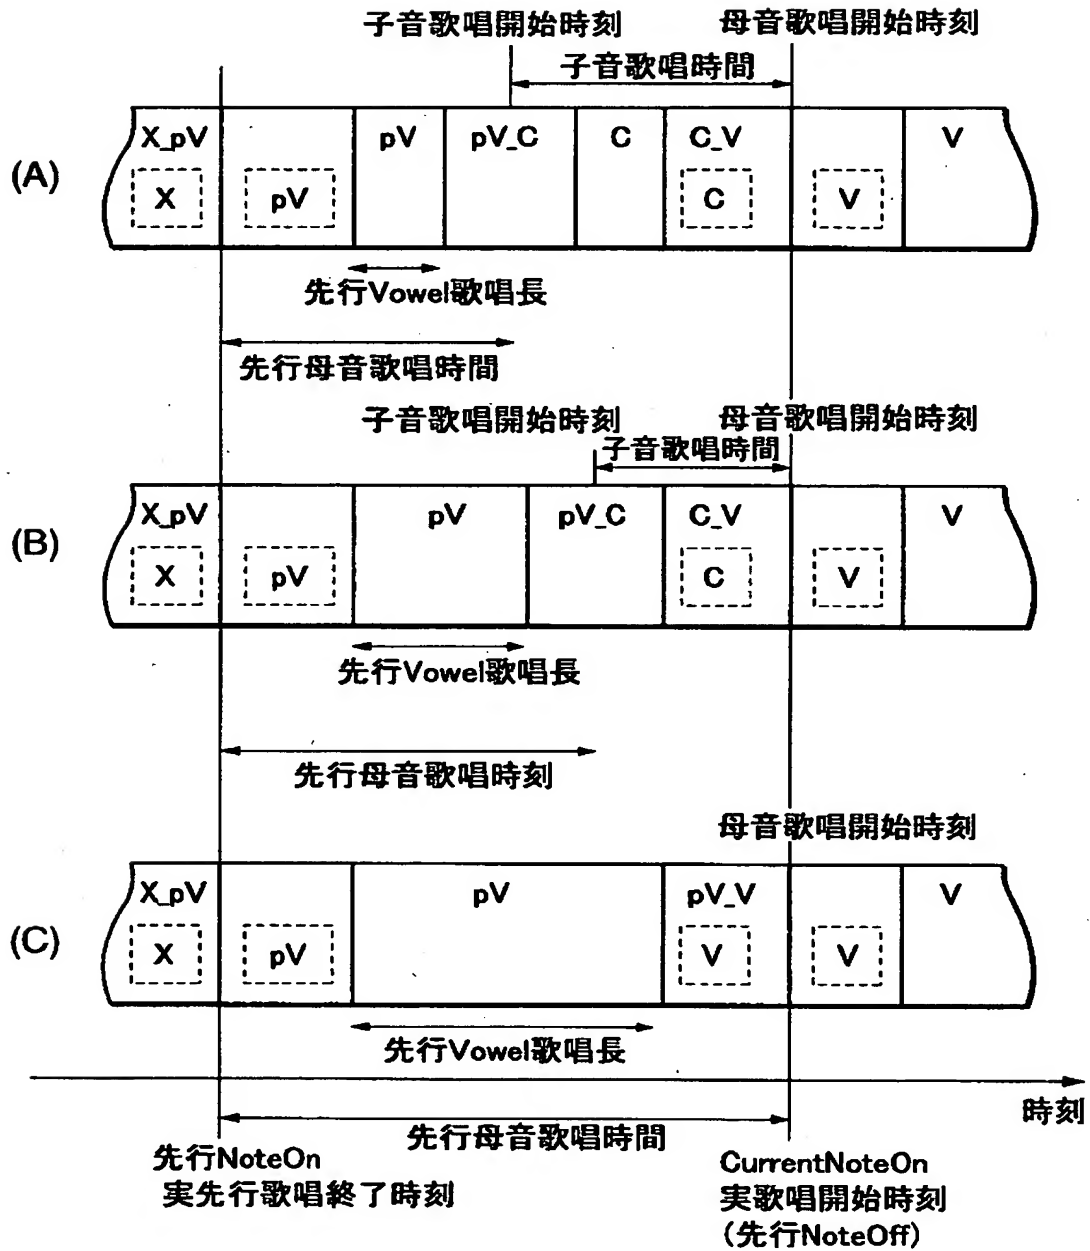 子音歌唱開始時刻 母音歌唱開始時刻
子音歌唱時間
(A)
X_pV pV pV_C C C_V V
X pV C V
先行Vowel歌唱長
先行母音歌唱時間
子音歌唱開始時刻 母音歌唱開始時刻
子音歌唱時間
(B)
X_pV pV pV_C C_V V
X pV C V
先行Vowel歌唱長
先行母音歌唱時刻
母音歌唱開始時刻
(C)
X_pV pV pV_V V
X pV V V
先行Vowel歌唱長
時刻
先行母音歌唱時間
先行NoteOn CurrentNoteOn
実先行歌唱終了時刻 実歌唱開始時刻
(先行NoteOff)